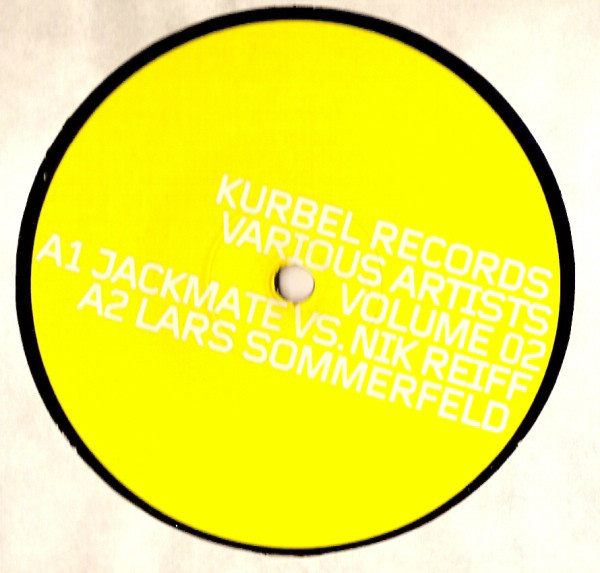 KURBEL RECORDS
VARIOUS ARTISTS
VOLUME 02
A1 JACKMATE VS. NIK REIFF
A2 LARS SOMMERFELD